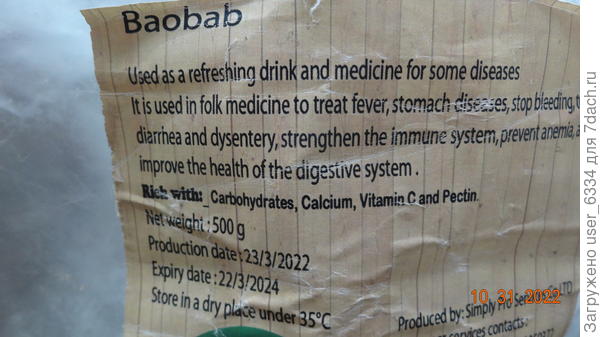 Baobab
Used as a refreshing drink and medicine for some diseases
It is used in folk medicine to treat fever, stomach diseases, stop bleeding,
diarrhea and dysentery, strengthen the immune system, prevent anemia,
improve the health of the digestive system .
Rich with: Carbohydrates, Calcium, Vitamin C and Pectin.
Net weight : 500 g
Production date : 23/3/2022
Expiry date : 22/3/2024
Store in a dry place under 35°C
Produced by: Simply Pro LTD
services contacts :
10 31 2022
Загружено user_6334 для 7dach.ru